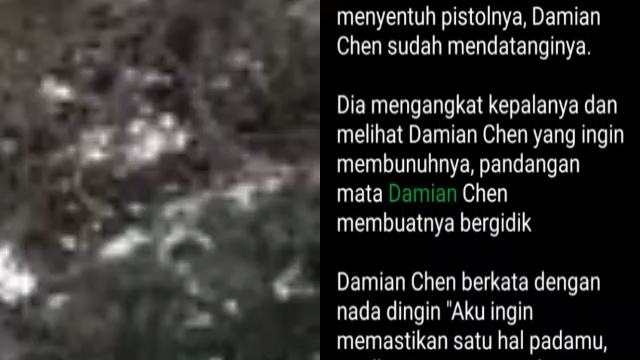 menyentuh pistolnya, Damian
Chen sudah mendatanginya.
Dia mengangkat kepalanya dan
melihat Damian Chen yang ingin
membunuhnya, pandangan
mata Damian Chen
membuatnya bergidik
Damian Chen berkata dengan
nada dingin "Aku ingin
memastikan satu hal padamu,